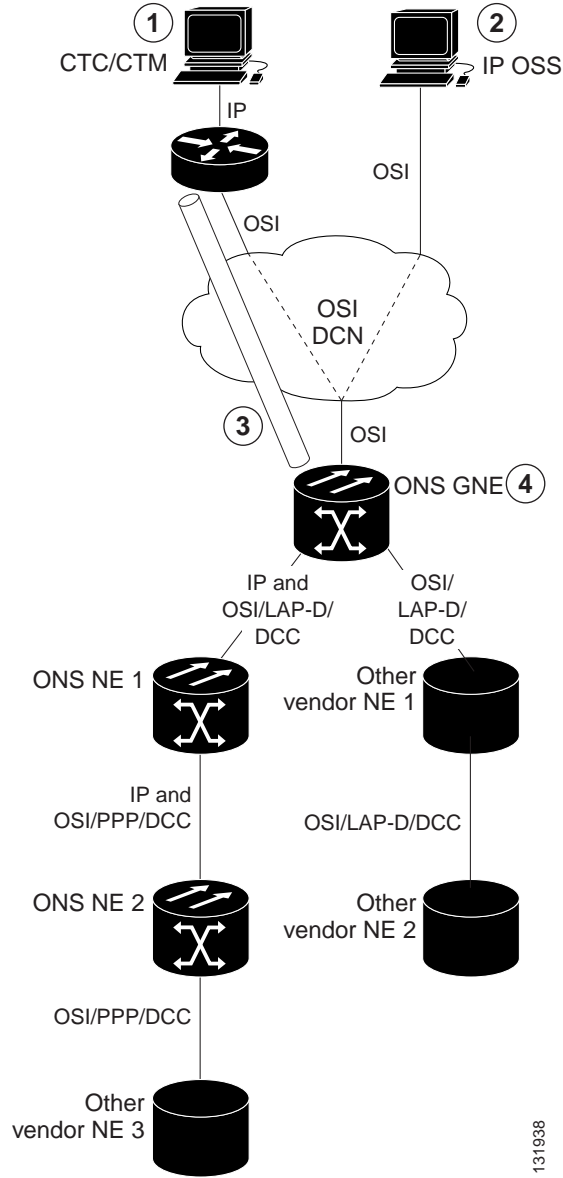 1
2
CTC/CTM
IP OSS
IP
OSI
OSI
OSI
DCN
3
OSI
ONS GNE
4
IP and
OSI/LAP-D/
DCC
OSI/
LAP-D/
DCC
ONS NE 1
Other
vendor NE 1
IP and
OSI/PPP/DCC
OSI/LAP-D/DCC
ONS NE 2
Other
vendor NE 2
OSI/PPP/DCC
Other
vendor NE 3
131938